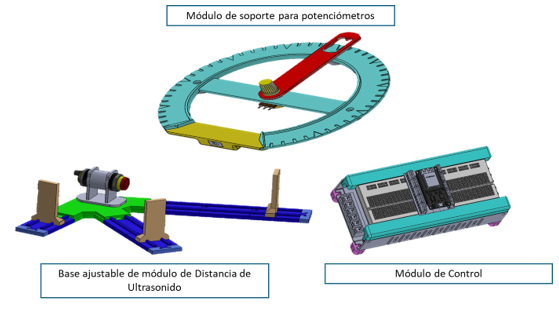 Módulo de soporte para potenciómetros
Base ajustable de módulo de Distancia de
Ultrasonido
Módulo de Control